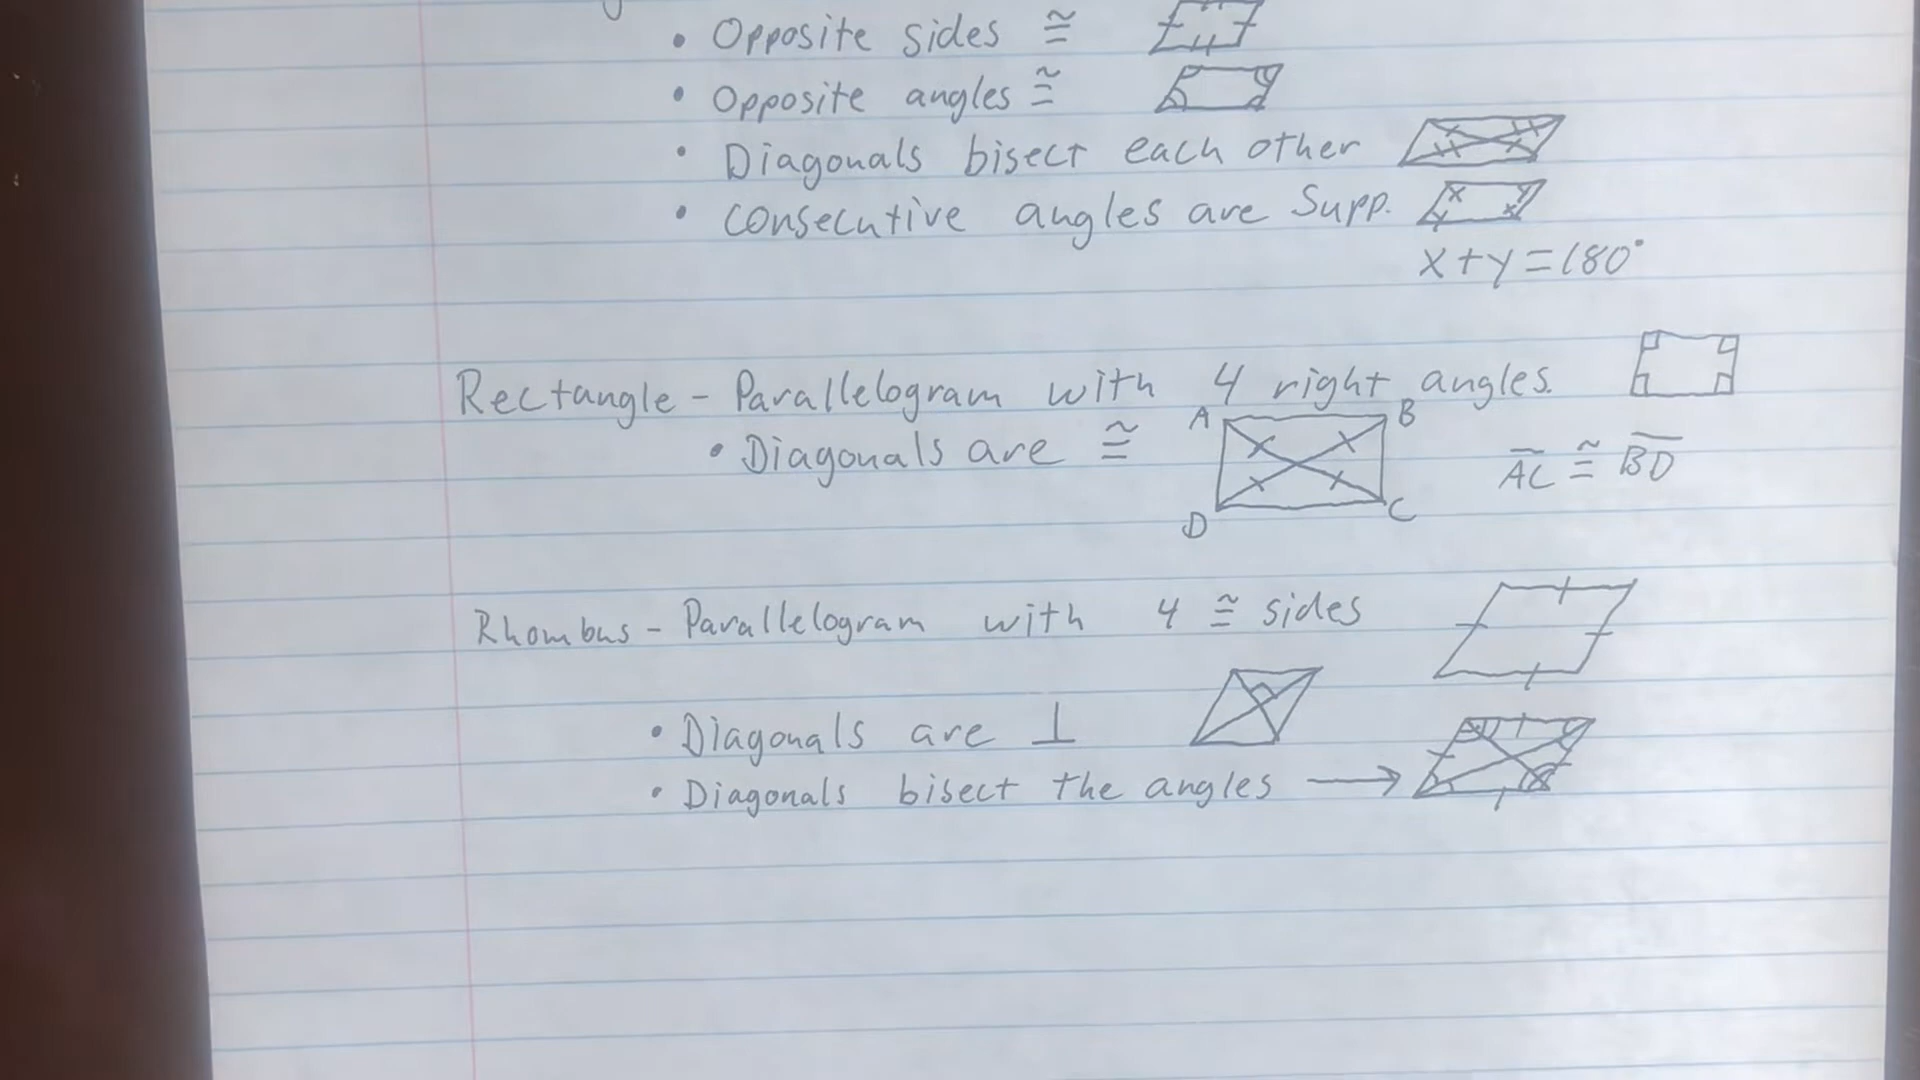 • Opposite sides ≅
• Opposite angles ≅
• Diagonals bisect each other
• Consecutive angles are Supp.
x y x y
x + y = 180°
Rectangle - Parallelogram with 4 right angles.
• Diagonals are ≅ A B D C AC ≅ BD
Rhombus - Parallelogram with 4 ≅ sides
• Diagonals are ⊥
• Diagonals bisect the angles →